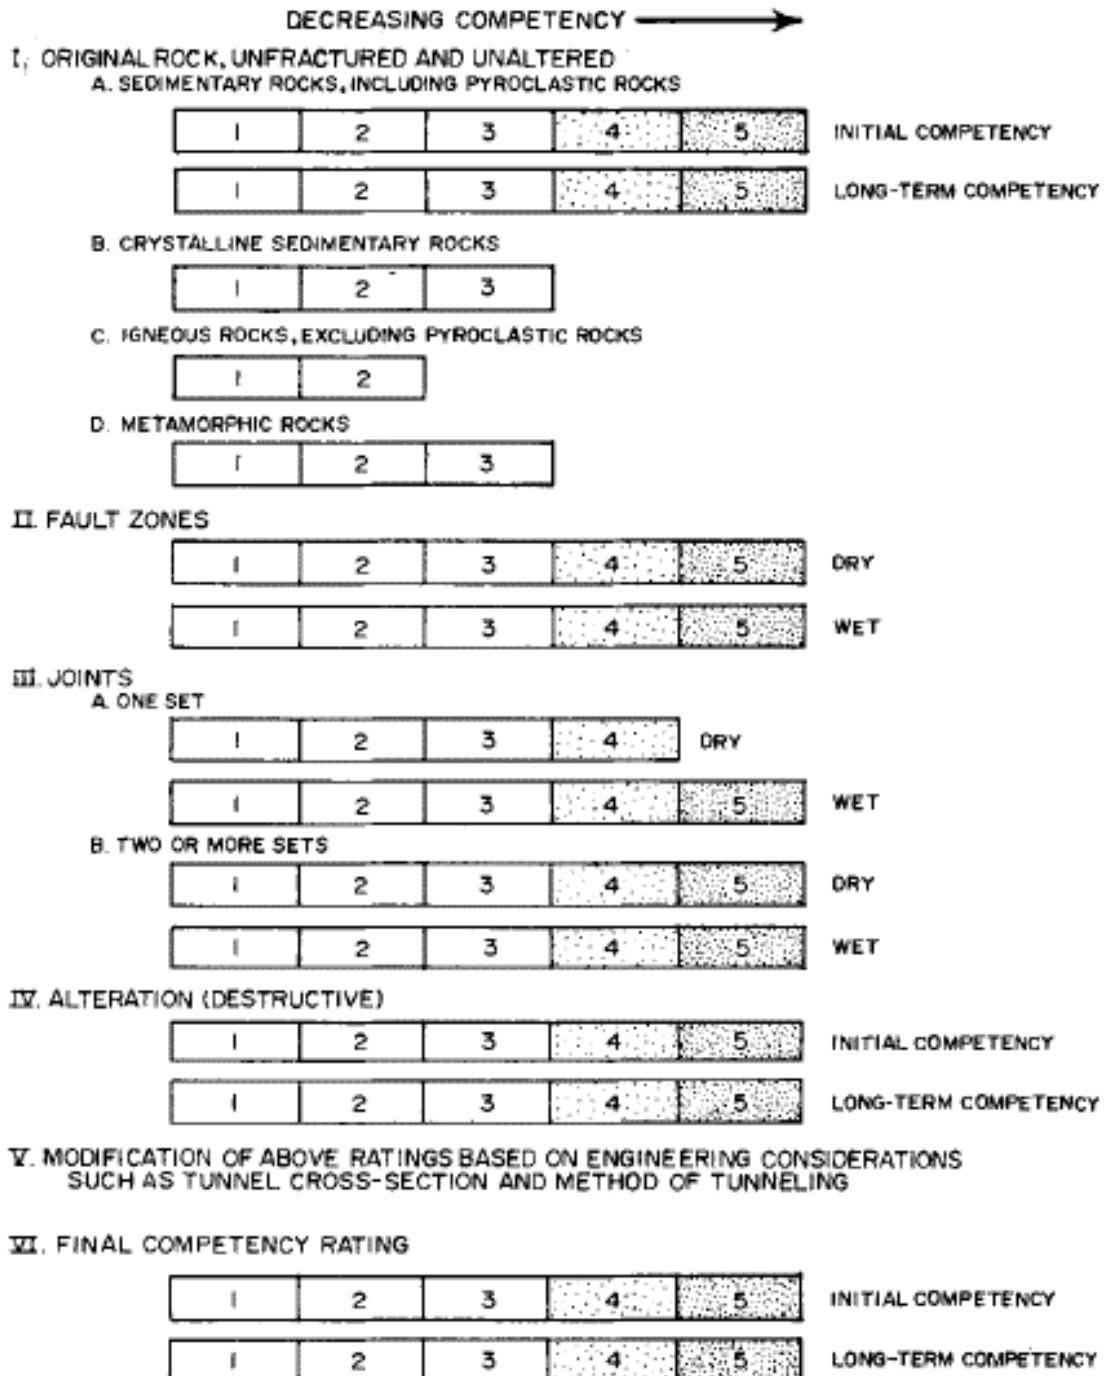 DECREASING COMPETENCY
I. ORIGINAL ROCK, UNFRACTURED AND UNALTERED
A. SEDIMENTARY ROCKS, INCLUDING PYROCLASTIC ROCKS
1 2 3 4 5 INITIAL COMPETENCY
1 2 3 4 5 LONG-TERM COMPETENCY
B. CRYSTALLINE SEDIMENTARY ROCKS
1 2 3
C. IGNEOUS ROCKS, EXCLUDING PYROCLASTIC ROCKS
1 2
D. METAMORPHIC ROCKS
1 2 3
II. FAULT ZONES
1 2 3 4 5 DRY
1 2 3 4 5 WET
III. JOINTS
A. ONE SET
1 2 3 4 DRY
1 2 3 4 5 WET
B. TWO OR MORE SETS
1 2 3 4 5 DRY
1 2 3 4 5 WET
IV. ALTERATION (DESTRUCTIVE)
1 2 3 4 5 INITIAL COMPETENCY
1 2 3 4 5 LONG-TERM COMPETENCY
V. MODIFICATION OF ABOVE RATINGS BASED ON ENGINEERING CONSIDERATIONS
SUCH AS TUNNEL CROSS-SECTION AND METHOD OF TUNNELING
VI. FINAL COMPETENCY RATING
1 2 3 4 5 INITIAL COMPETENCY
1 2 3 4 5 LONG-TERM COMPETENCY